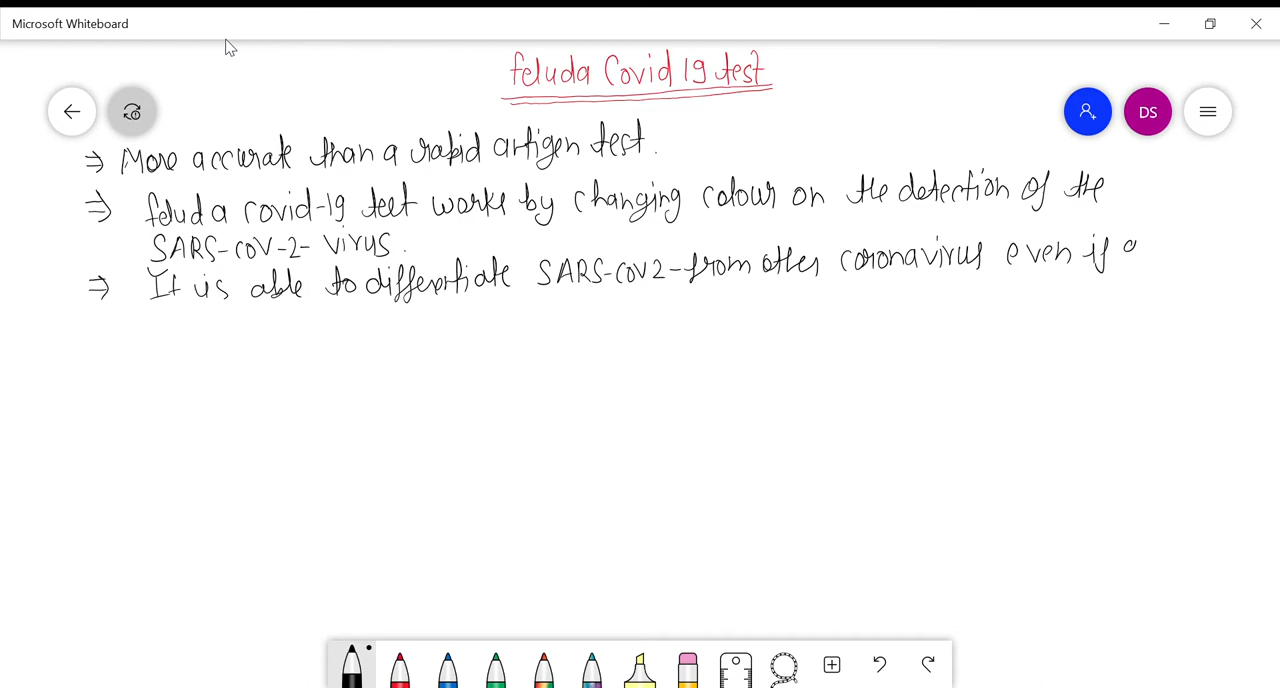 Microsoft Whiteboard
feluda Covid 19 test
DS
⇒ More accurate than a rapid antigen test.
⇒ feluda covid-19 test works by changing colour on the detection of the
SARS-CoV-2- virus.
⇒ It is able to differentiate SARS-COV2-from other coronavirus even if a